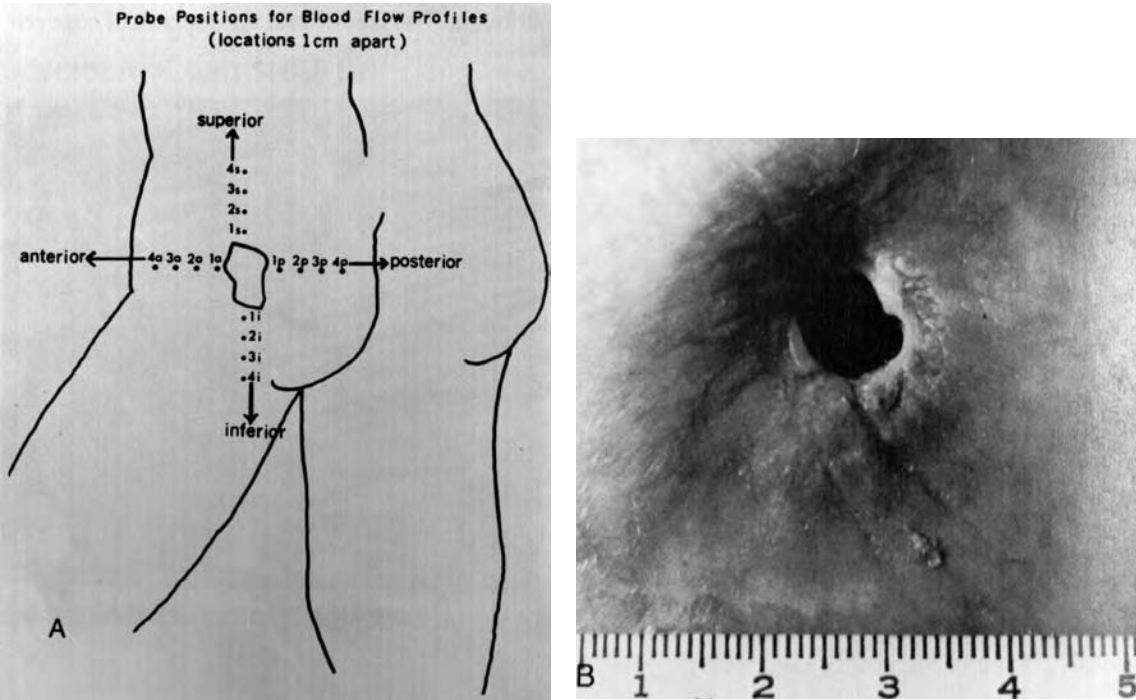 Probe Positions for Blood Flow Profiles
(locations 1cm apart)
superior
4s
3s
2s
1s
anterior
4a 3a 2a 1a
1p 2p 3p 4p
posterior
1i
2i
3i
4i
inferior
A
B 1 2 3 4 5